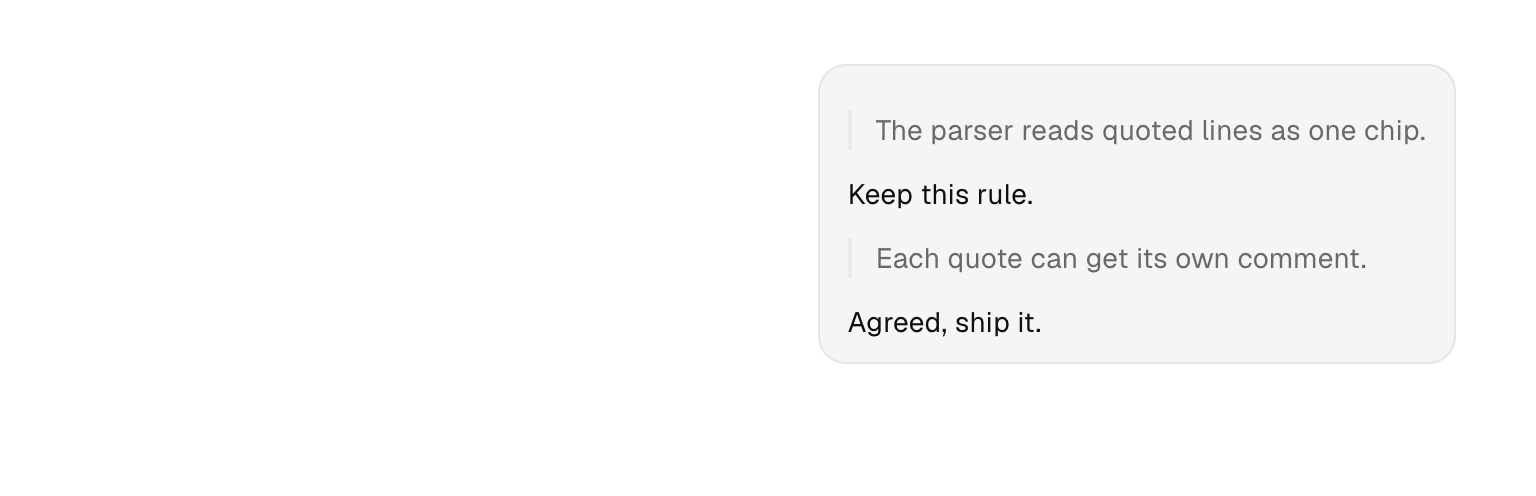 The parser reads quoted lines as one chip.
Keep this rule.
Each quote can get its own comment.
Agreed, ship it.